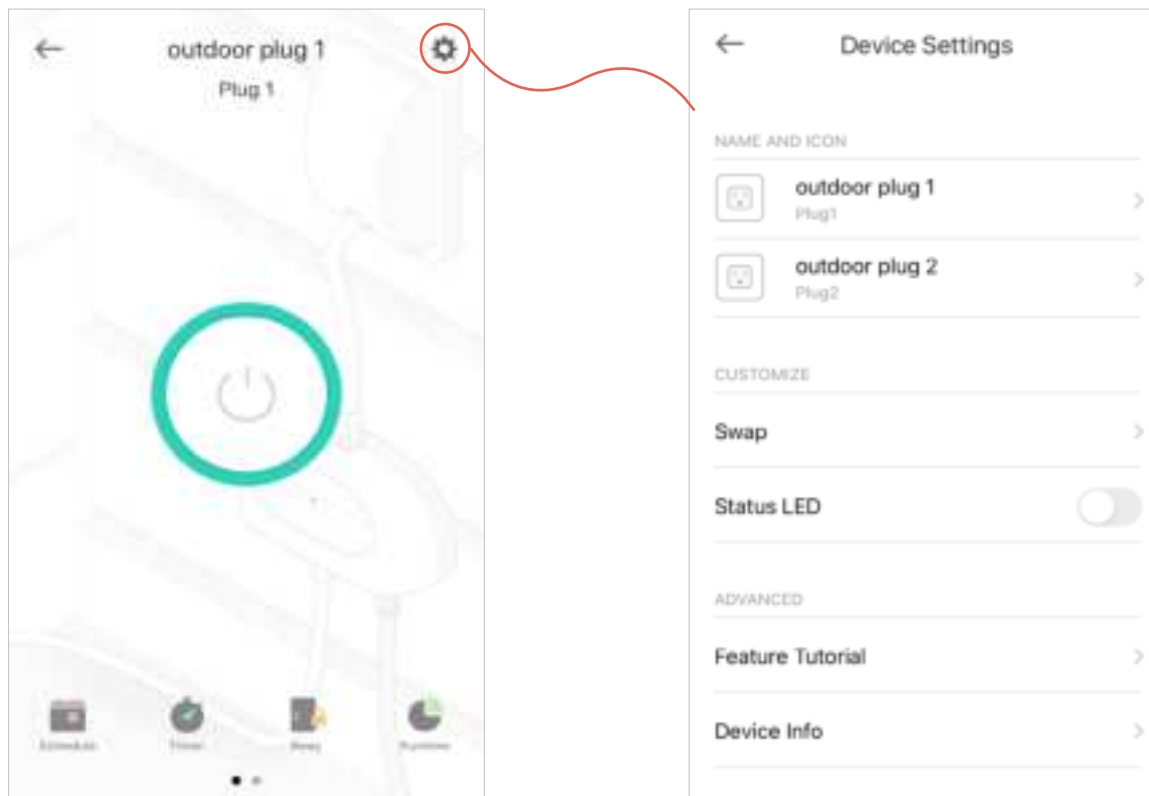 outdoor plug 1
Plug 1
Schedule
Timer
Away
Runtime
Device Settings
NAME AND ICON
outdoor plug 1
Plug1
outdoor plug 2
Plug2
CUSTOMIZE
Swap
Status LED
ADVANCED
Feature Tutorial
Device Info